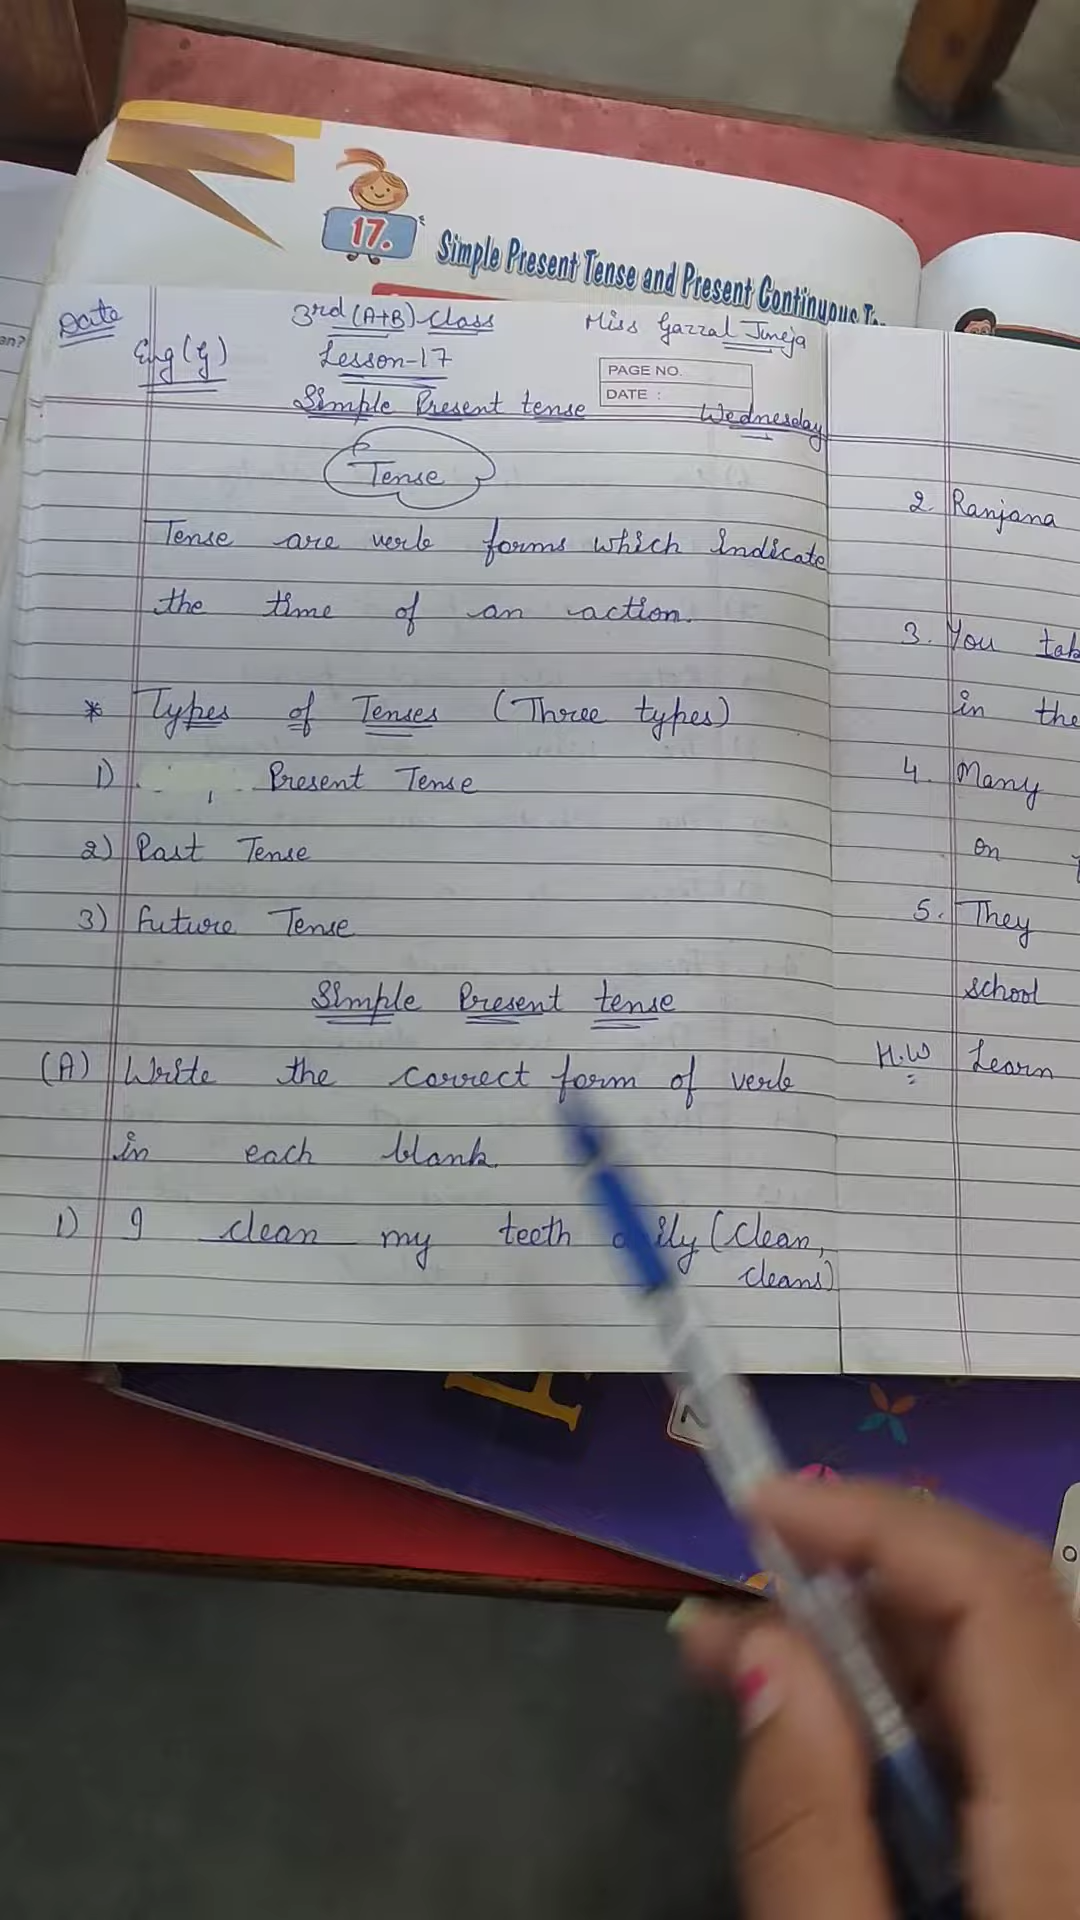 17.
Simple Present Tense and Present Continuous
an?
Date
3rd (A+B) Class
Miss Gazzal Juneja
Eng(G)
Lesson-17
PAGE NO.
DATE :
Simple Present tense
Wednesday
Tense
Tense are verb forms which indicate
the time of an action.
* Types of Tenses (Three types)
1) Present Tense
2) Past Tense
3) Future Tense
Simple Present tense
(A) Write the correct form of verb
in each blank.
1) I clean my teeth daily (clean,
cleans)
2. Ranjana
3. You
in the
4. Many
on
5. They
school
H.W Learn